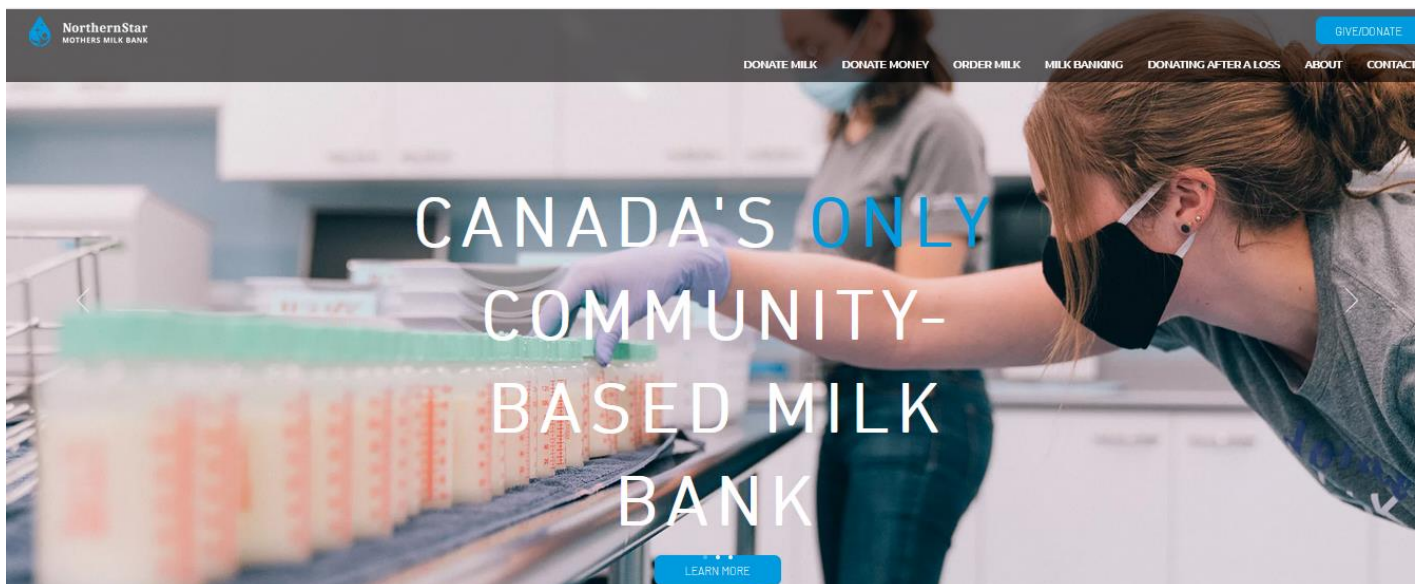 NorthernStar
MOTHERS MILK BANK
GIVE/DONATE
DONATE MILK DONATE MONEY ORDER MILK MILK BANKING DONATING AFTER A LOSS ABOUT CONTACT
CANADA'S ONLY
COMMUNITY-
BASED MILK
BANK
LEARN MORE